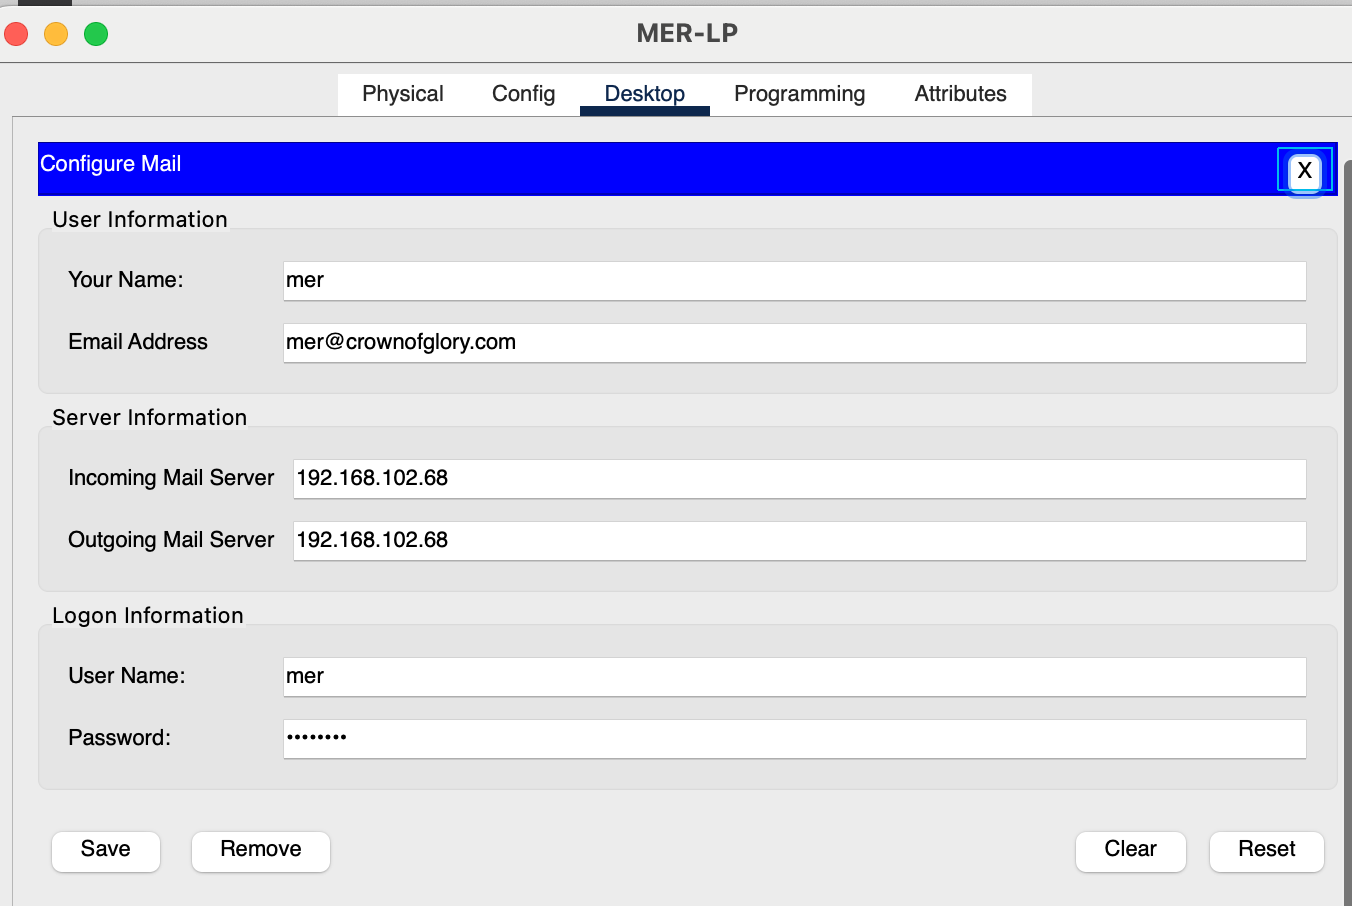 MER-LP
Physical Config Desktop Programming Attributes
Configure Mail X
User Information
Your Name: mer
Email Address mer@crownofglory.com
Server Information
Incoming Mail Server 192.168.102.68
Outgoing Mail Server 192.168.102.68
Logon Information
User Name: mer
Password: ••••••••
Save Remove Clear Reset